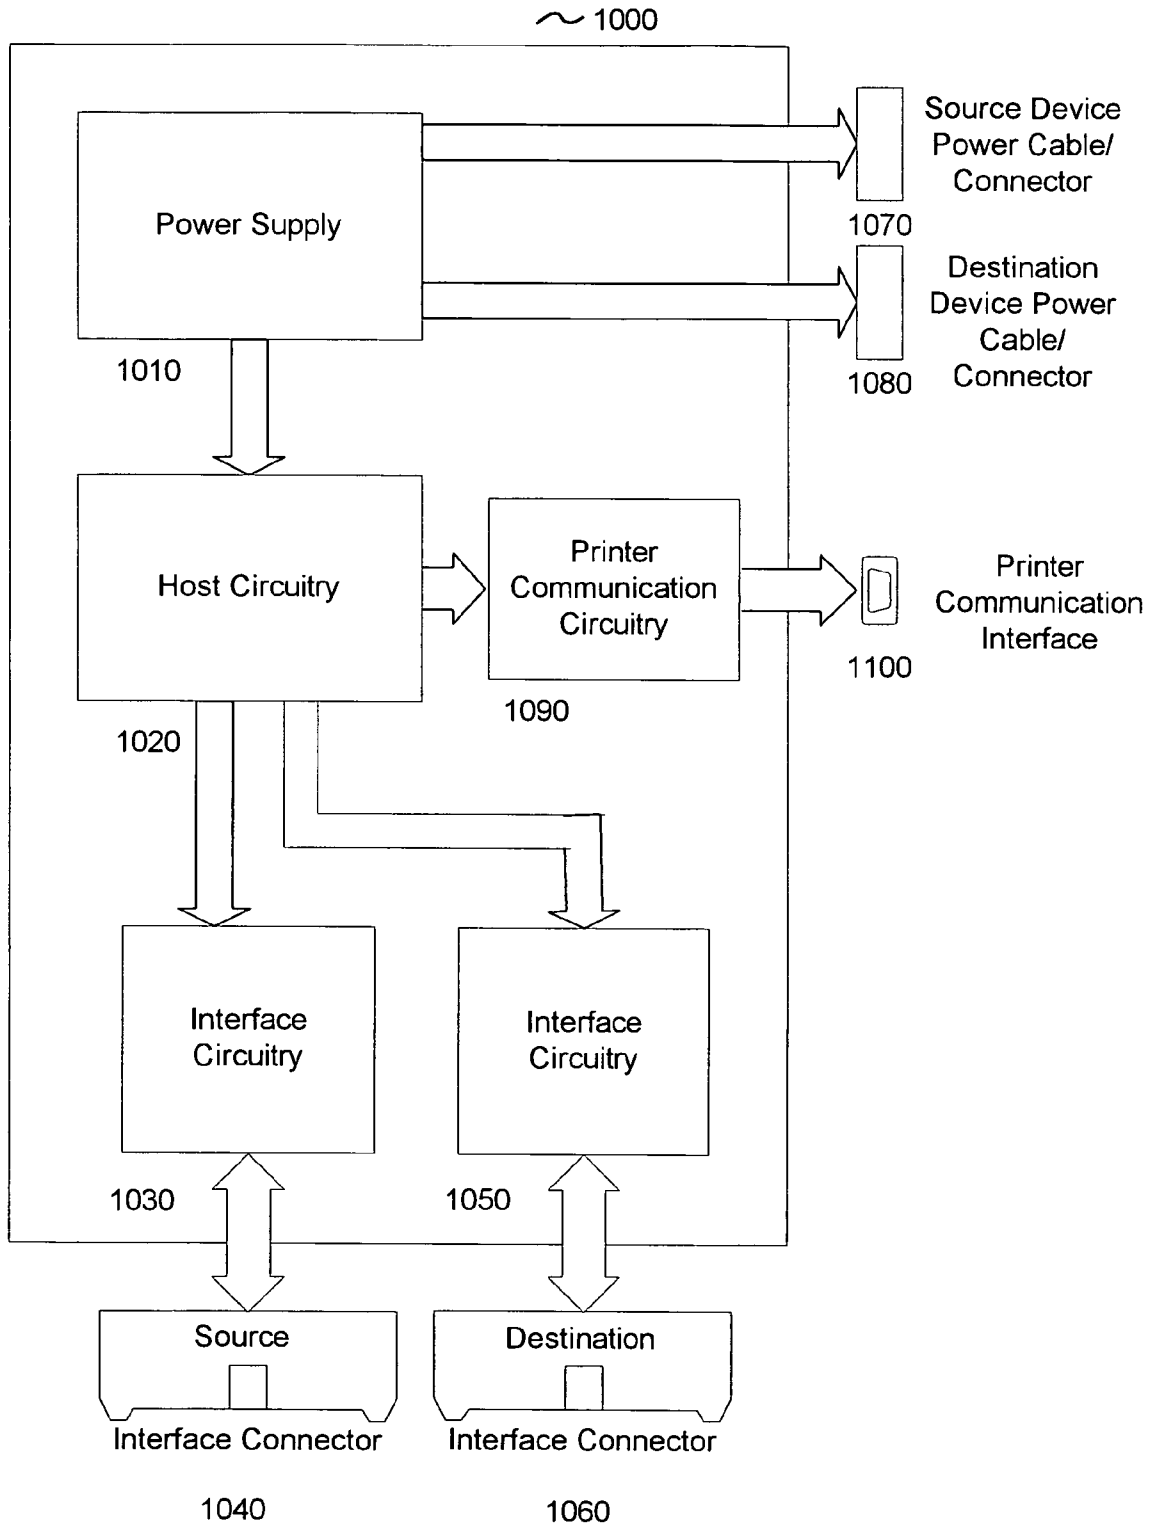 1000
Source Device
Power Cable/
Connector
1070
Power Supply
Destination
Device Power
Cable/
Connector
1080
1010
Host Circuitry
Printer
Communication
Circuitry
Printer
Communication
Interface
1100
1090
1020
Interface
Circuitry
Interface
Circuitry
1030
1050
Source
Destination
Interface Connector
Interface Connector
1040
1060